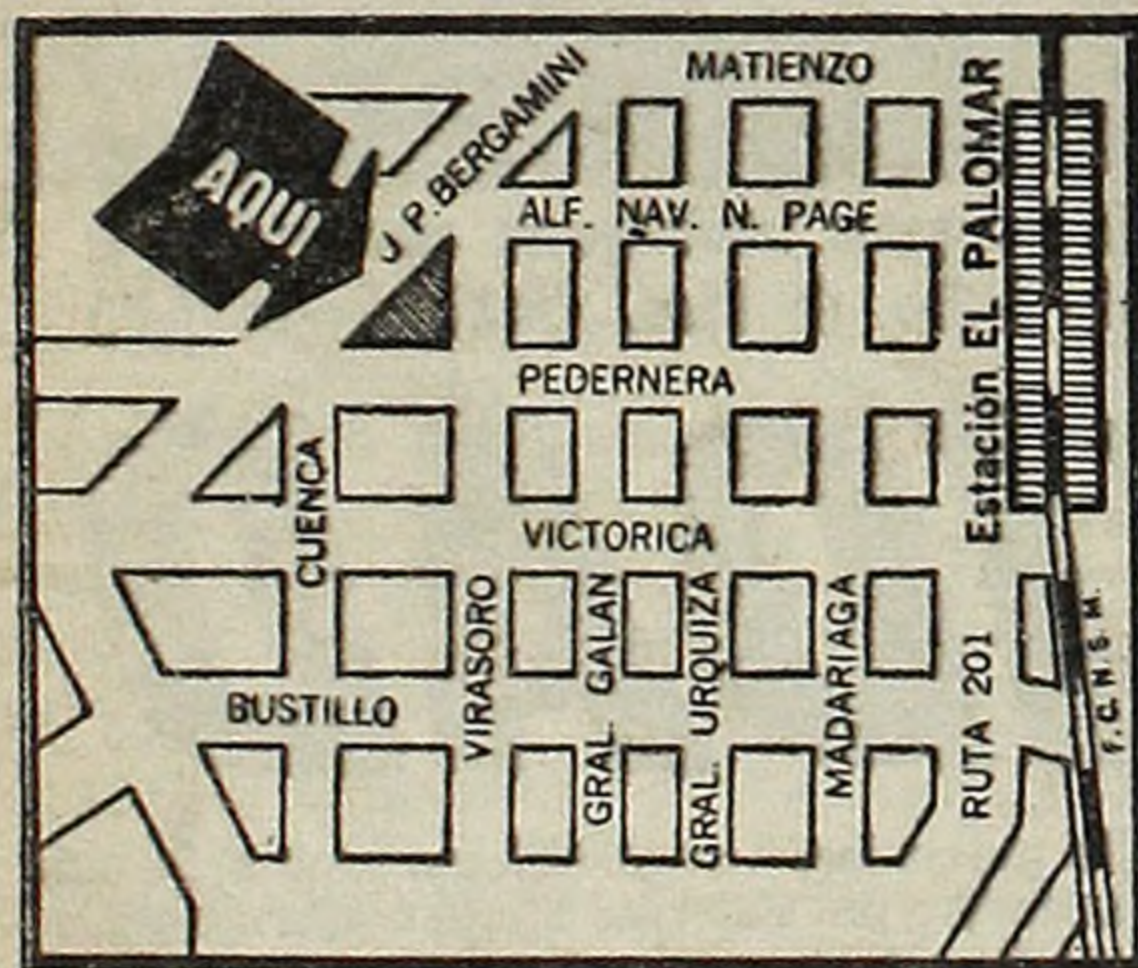 MATIENZO
J. P. BERGAMINI
AQUI
ALF. NAV. N. PAGE
Estación EL PALOMAR
PEDERNERA
CUENCA
VICTORICA
VIRASORO
GRAL. GALAN
GRAL. URQUIZA
MADARIAGA
RUTA 201
F. C. N. S. M.
BUSTILLO